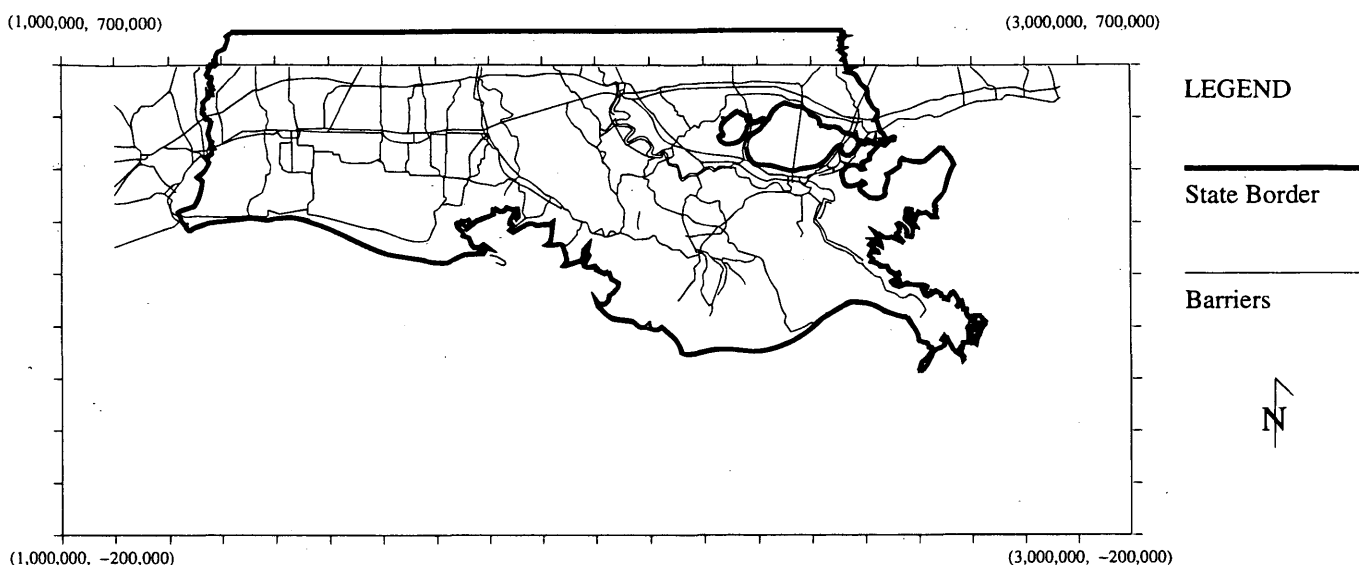 (1,000,000, 700,000)
(3,000,000, 700,000)
LEGEND
State Border
Barriers
N
(1,000,000, −200,000)
(3,000,000, −200,000)